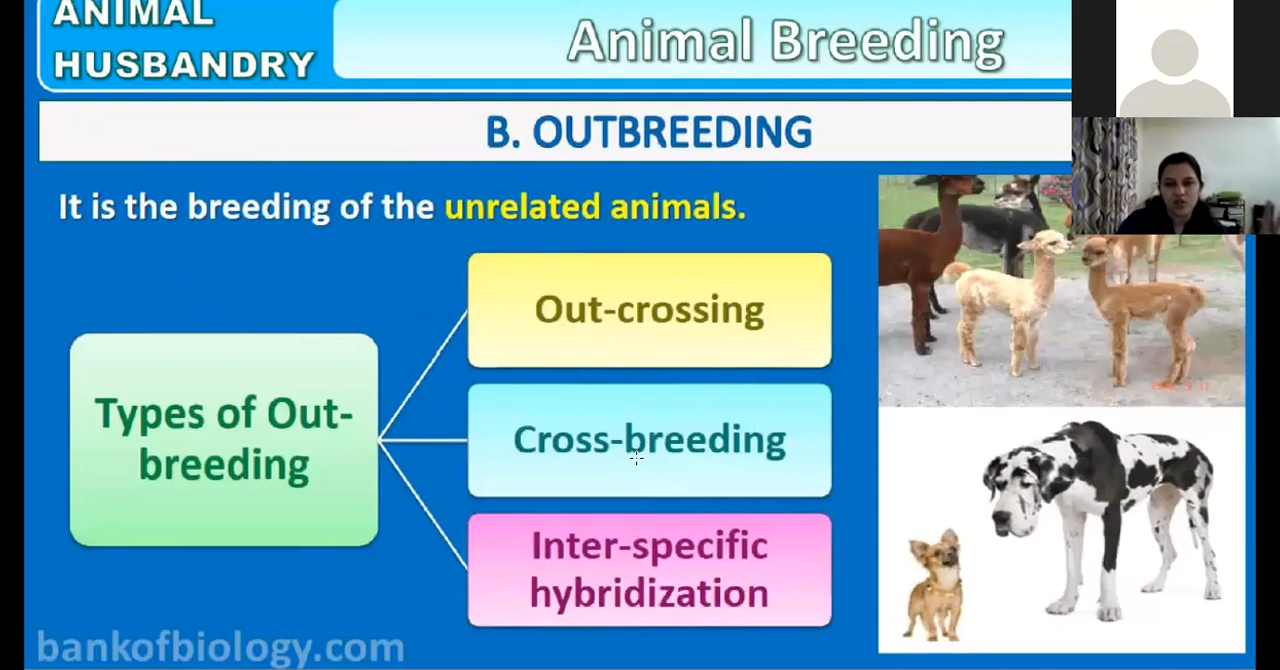 ANIMAL
HUSBANDRY
Animal Breeding
B. OUTBREEDING
It is the breeding of the unrelated animals.
Types of Out-
breeding
Out-crossing
Cross-breeding
Inter-specific
hybridization
bankofbiology.com